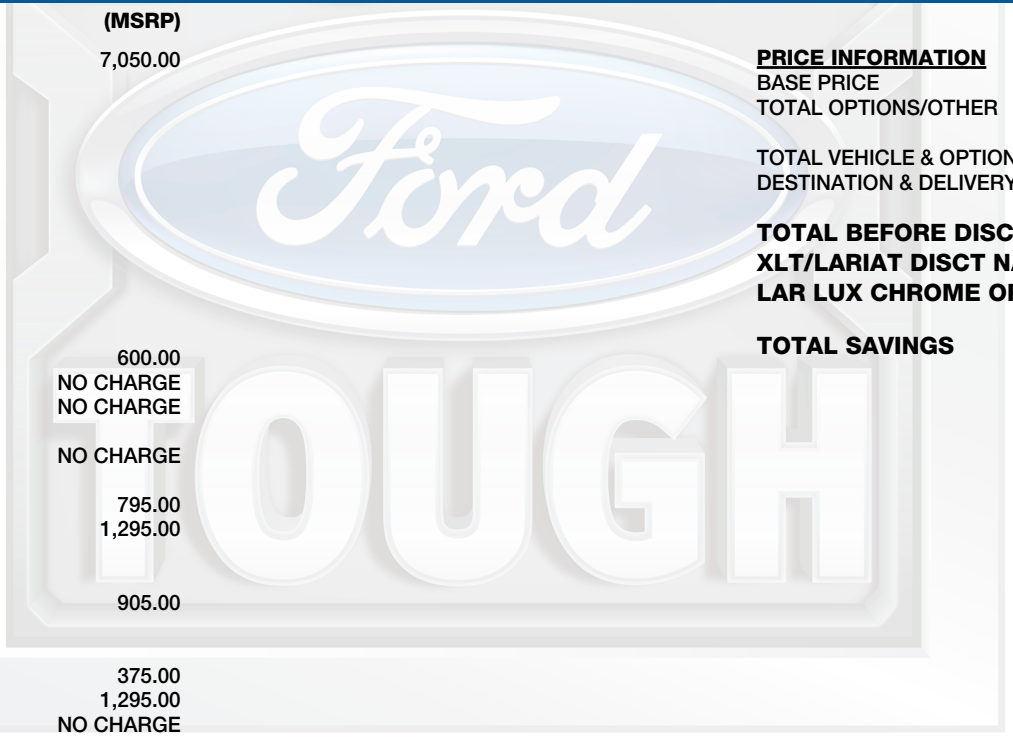 (MSRP)
7,050.00
600.00
NO CHARGE
NO CHARGE
NO CHARGE
795.00
1,295.00
905.00
375.00
1,295.00
NO CHARGE
PRICE INFORMATION
BASE PRICE
TOTAL OPTIONS/OTHER
TOTAL VEHICLE & OPTION
DESTINATION & DELIVERY
TOTAL BEFORE DISC
XLT/LARIAT DISCT NA
LAR LUX CHROME OP
TOTAL SAVINGS
Ford
TOUGH